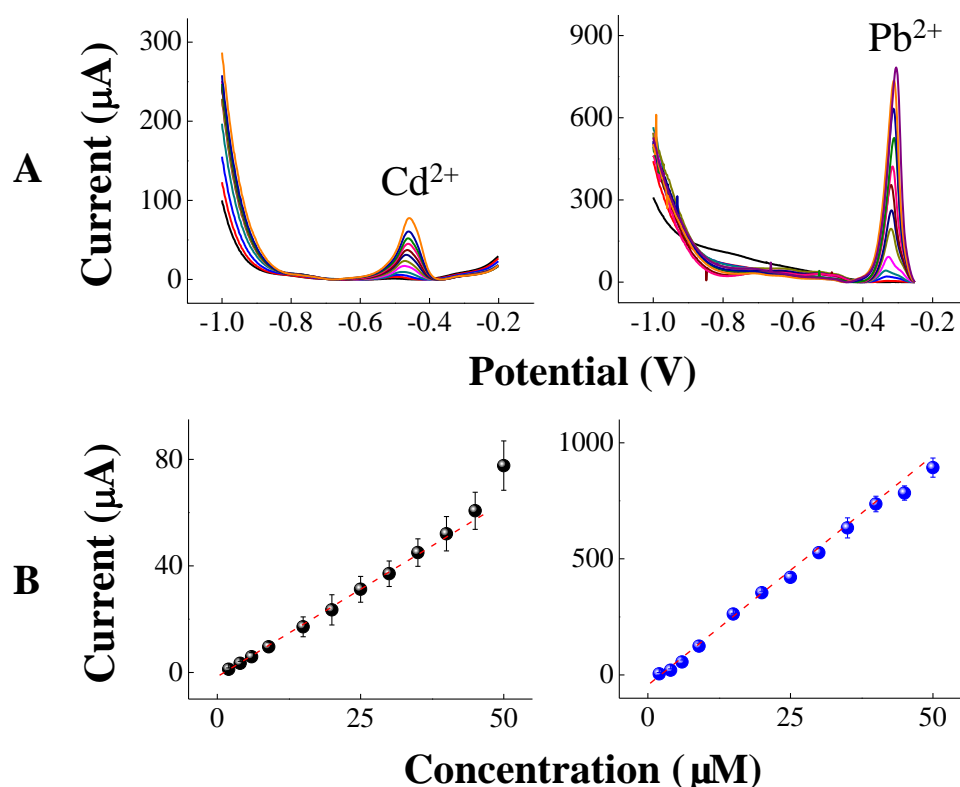 A
Current (μA)
300
200
100
0
Cd²⁺
-1.0 -0.8 -0.6 -0.4 -0.2
900
600
300
0
Pb²⁺
-1.0 -0.8 -0.6 -0.4 -0.2
Potential (V)
B
Current (μA)
80
40
0
0 25 50
1000
500
0
0 25 50
Concentration (μM)